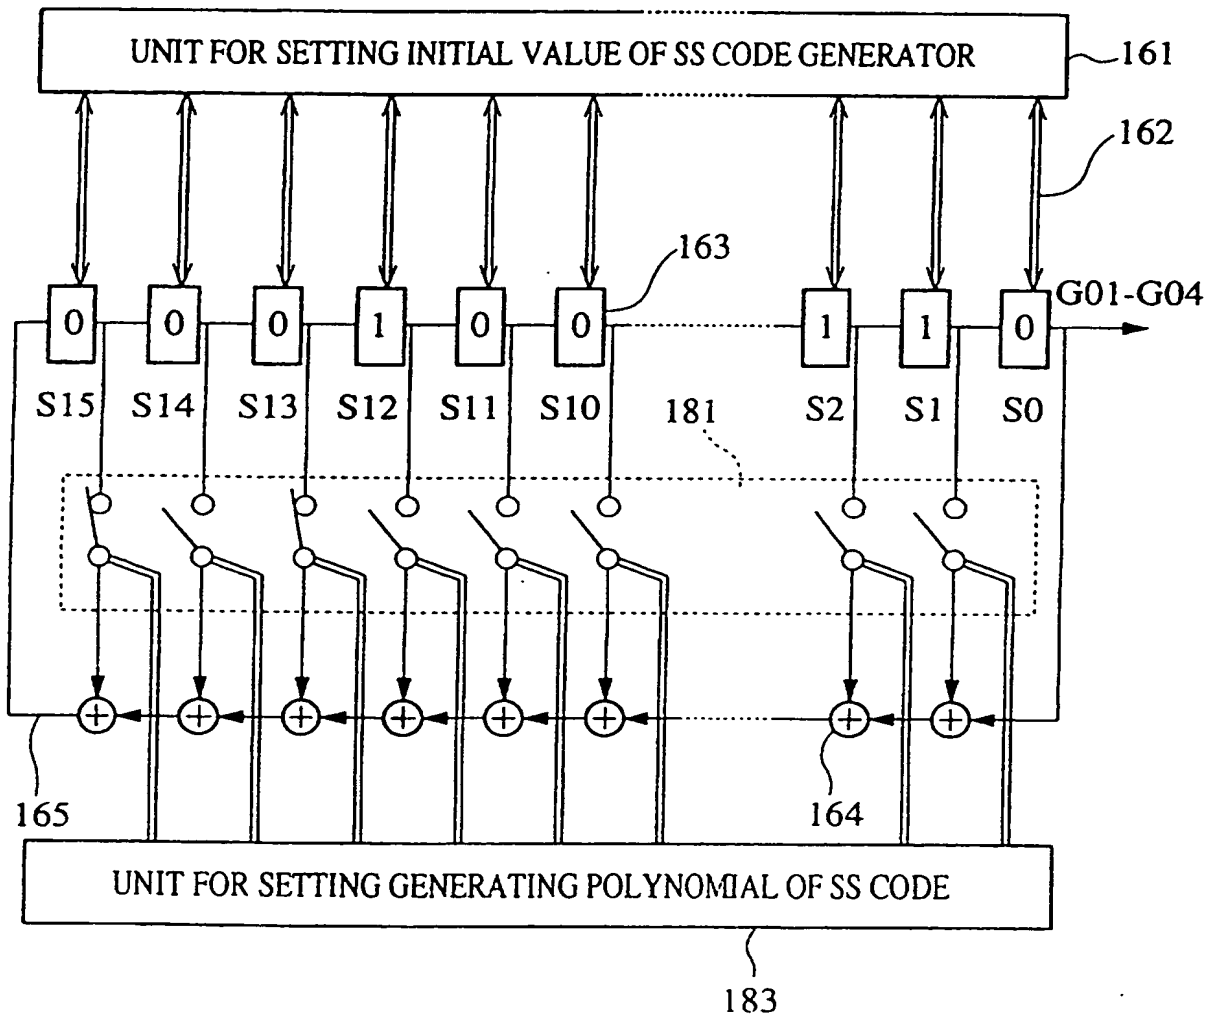 UNIT FOR SETTING INITIAL VALUE OF SS CODE GENERATOR
161
162
163
G01-G04
0 0 0 1 0 0 1 1 0
S15 S14 S13 S12 S11 S10 S2 S1 S0
181
165
164
UNIT FOR SETTING GENERATING POLYNOMIAL OF SS CODE
183